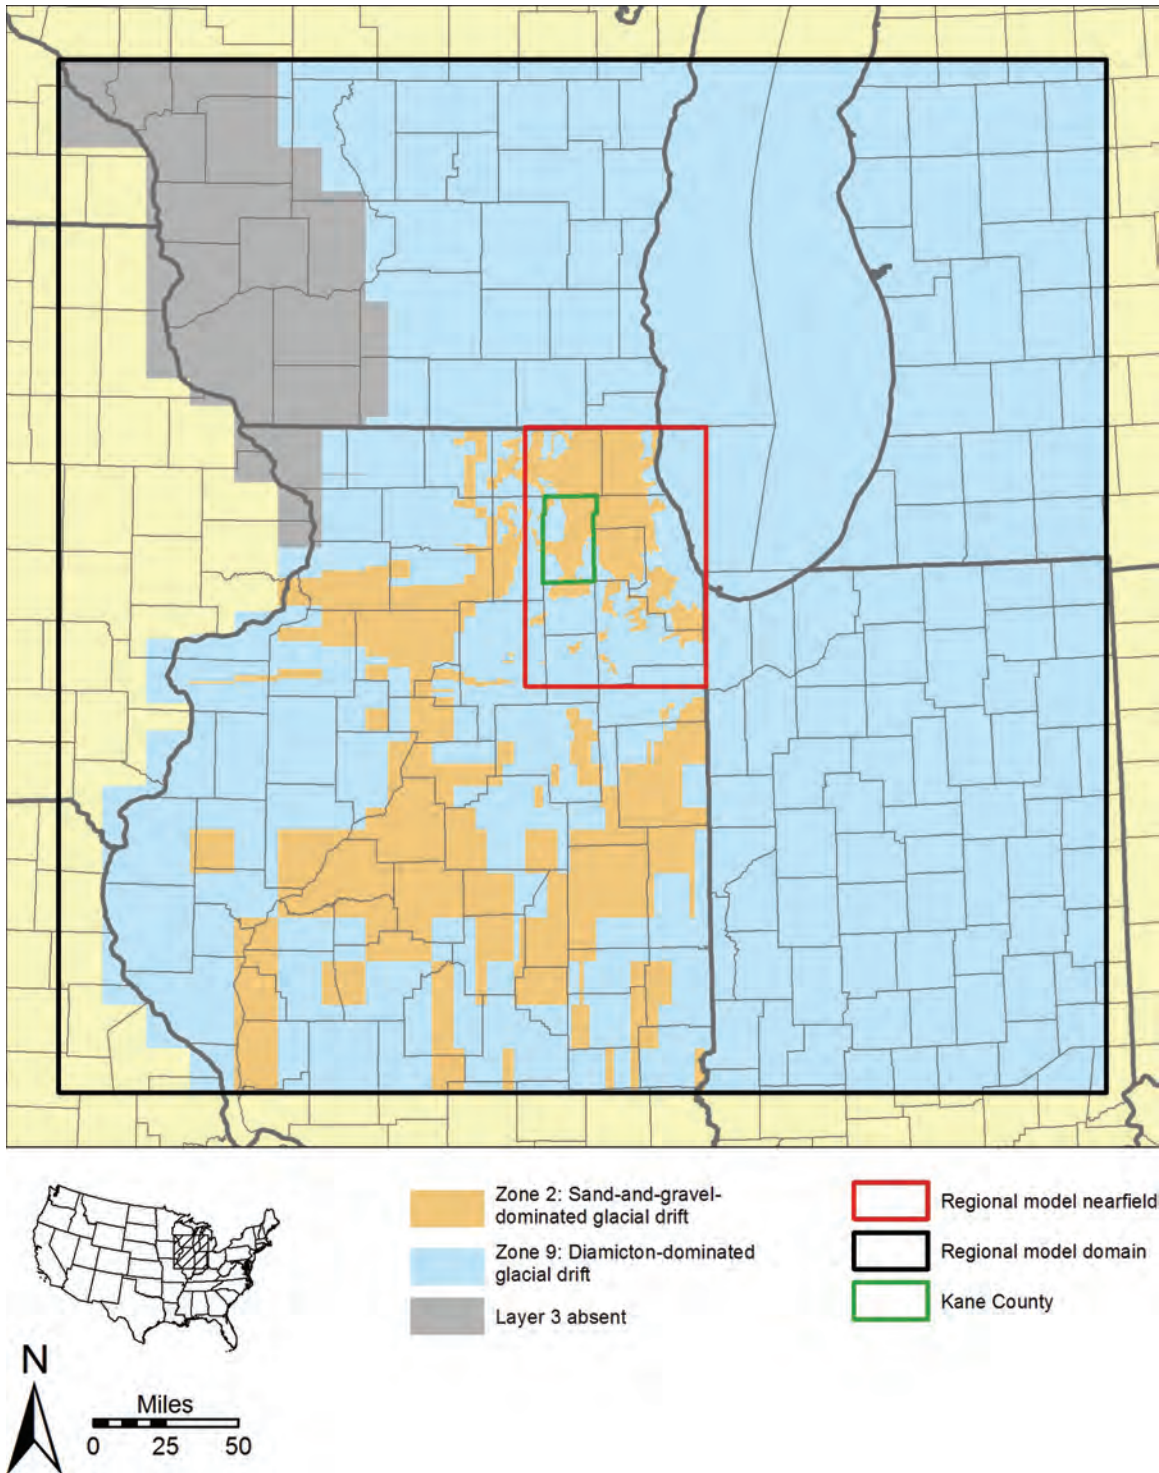 Zone 2: Sand-and-gravel-
dominated glacial drift
Zone 9: Diamicton-dominated
glacial drift
Layer 3 absent
Regional model nearfield
Regional model domain
Kane County
N
Miles
0 25 50